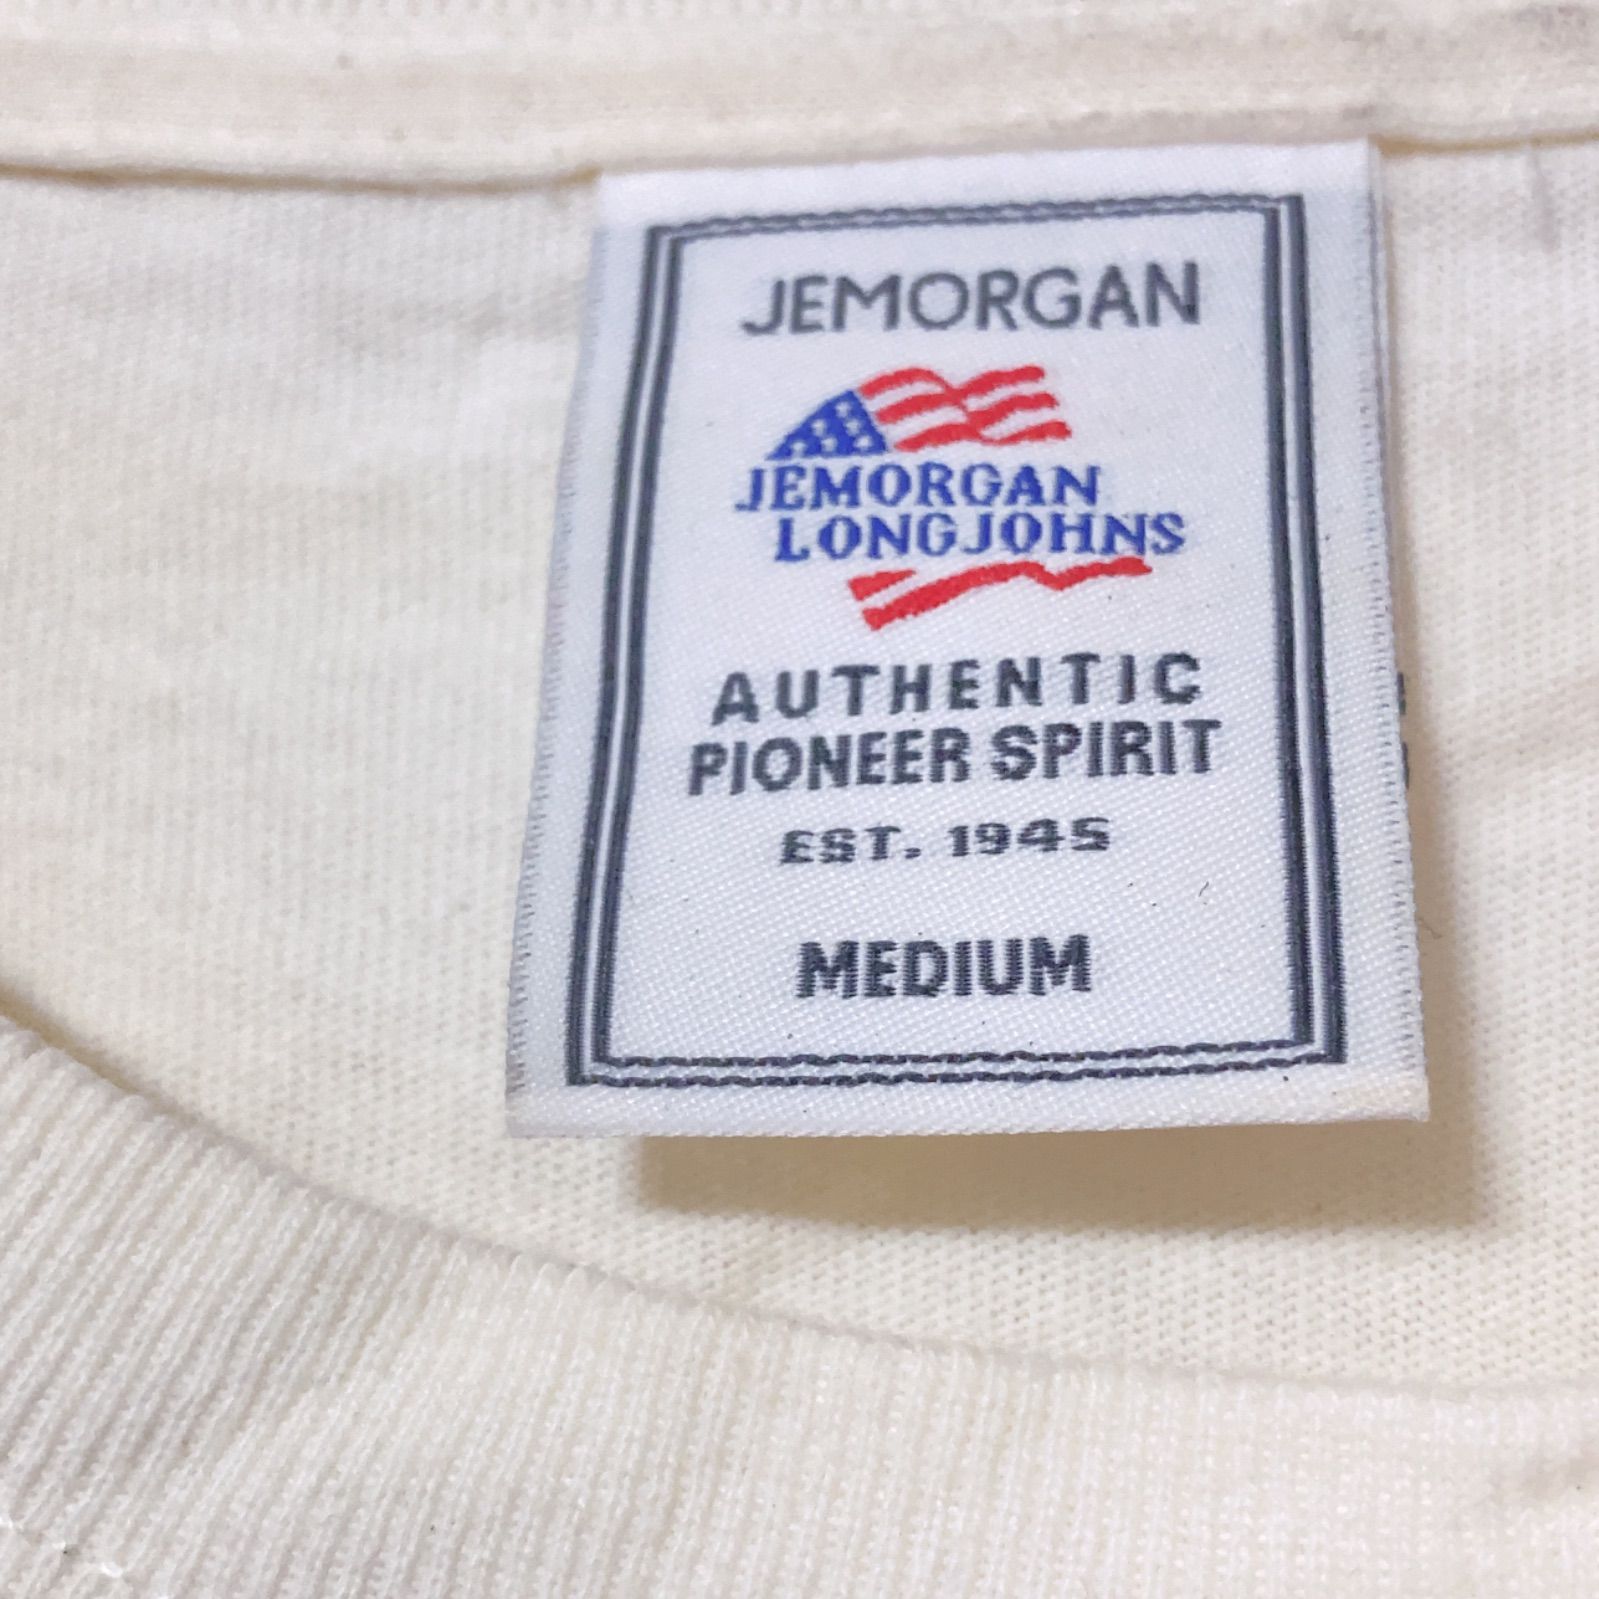 JEMORGAN
JEMORGAN
LONGJOHNS
AUTHENTIC
PIONEER SPIRIT
EST. 1945
MEDIUM